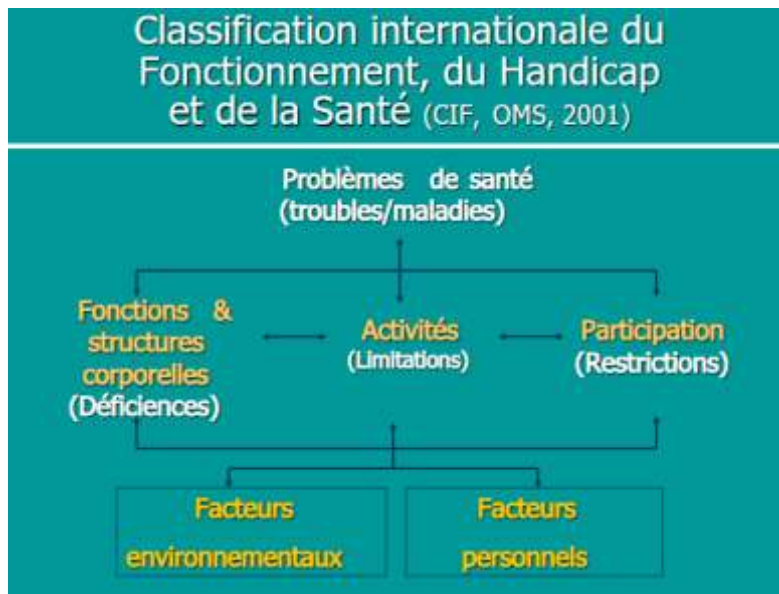 Classification internationale du
Fonctionnement, du Handicap
et de la Santé (CIF, OMS, 2001)
Problèmes de santé
(troubles/maladies)
Fonctions &
structures
corporelles
(Déficiences)
Activités
(Limitations)
Participation
(Restrictions)
Facteurs
environnementaux
Facteurs
personnels